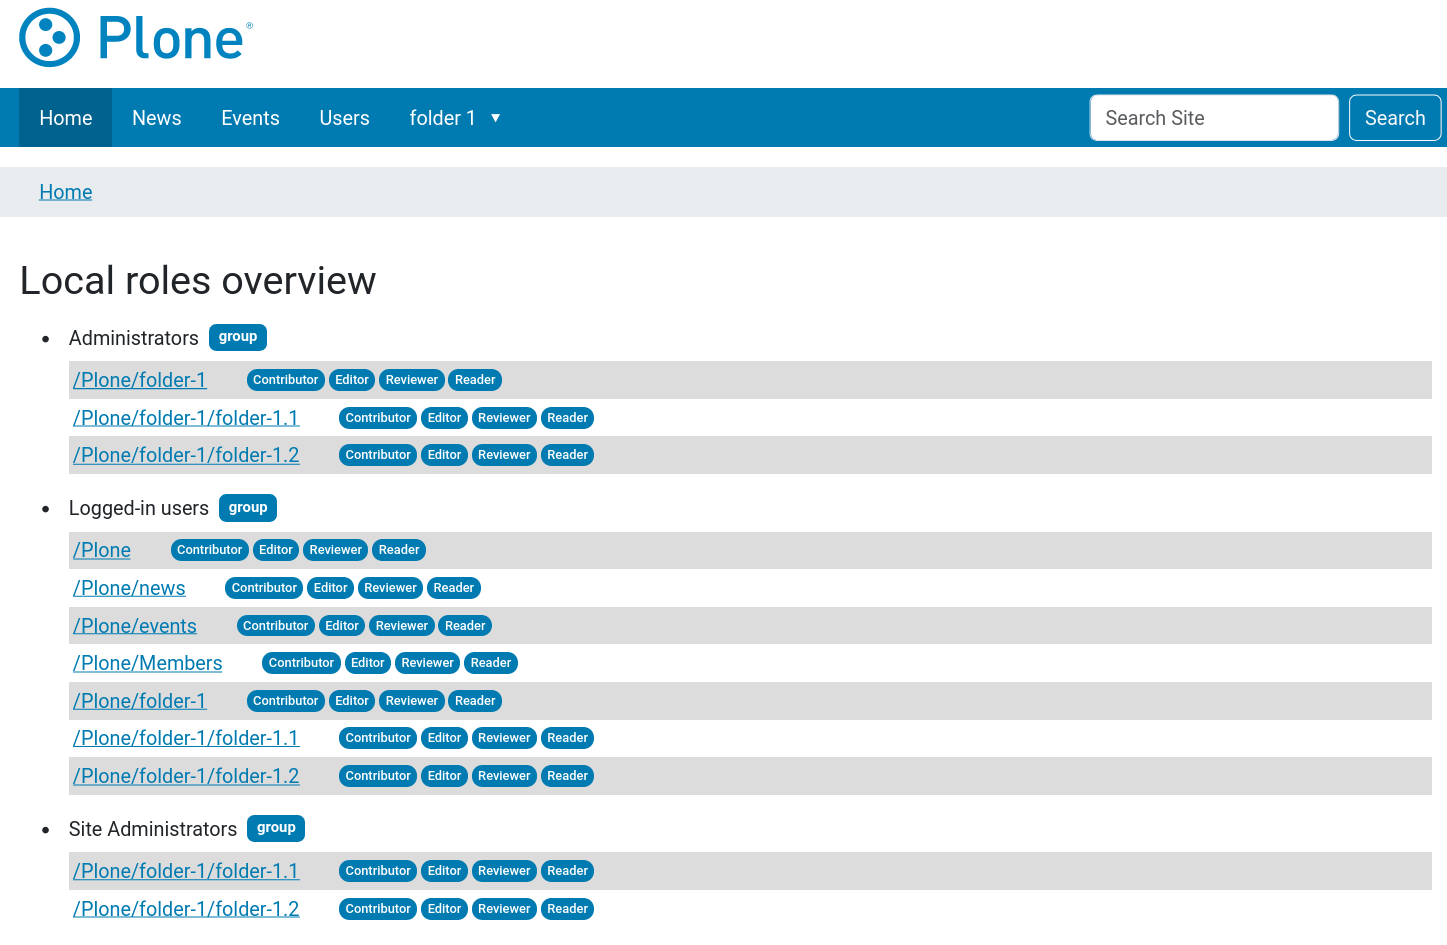 Plone®
Home News Events Users folder 1 ▼ Search Site Search
Home
Local roles overview
• Administrators group
/Plone/folder-1 Contributor Editor Reviewer Reader
/Plone/folder-1/folder-1.1 Contributor Editor Reviewer Reader
/Plone/folder-1/folder-1.2 Contributor Editor Reviewer Reader
• Logged-in users group
/Plone Contributor Editor Reviewer Reader
/Plone/news Contributor Editor Reviewer Reader
/Plone/events Contributor Editor Reviewer Reader
/Plone/Members Contributor Editor Reviewer Reader
/Plone/folder-1 Contributor Editor Reviewer Reader
/Plone/folder-1/folder-1.1 Contributor Editor Reviewer Reader
/Plone/folder-1/folder-1.2 Contributor Editor Reviewer Reader
• Site Administrators group
/Plone/folder-1/folder-1.1 Contributor Editor Reviewer Reader
/Plone/folder-1/folder-1.2 Contributor Editor Reviewer Reader